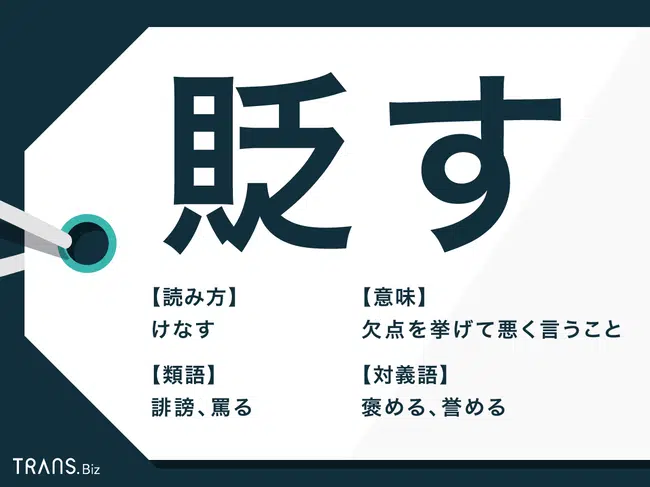 貶す
【読み方】
けなす
【意味】
欠点を挙げて悪く言うこと
【類語】
誹謗、罵る
【対義語】
褒める、誉める
TRANS.Biz